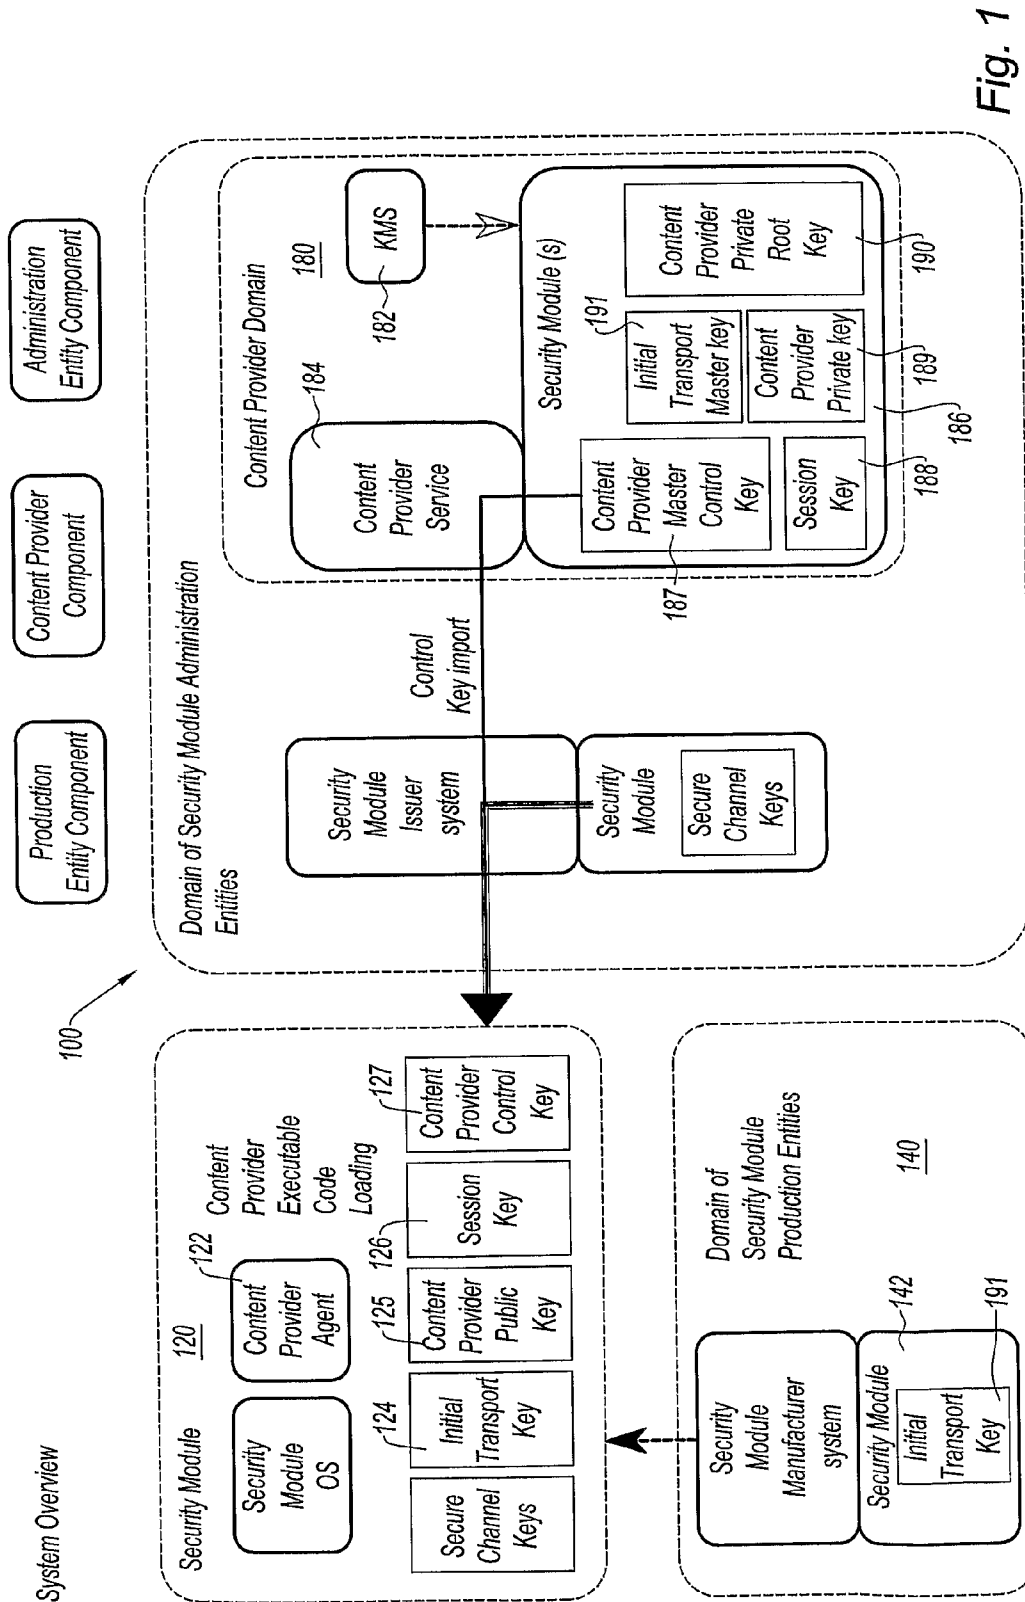 System Overview
Production
Entity Component
Content Provider
Component
Administration
Entity Component
100
Security Module
120
122
Security
Module
OS
Content
Provider
Agent
Content
Provider
Executable
Code
Loading
124
125
126
127
Secure
Channel
Keys
Initial
Transport
Key
Content
Provider
Public
Key
Session
Key
Content
Provider
Control
Key
Domain of
Security Module
Production Entities
140
Security
Module
Manufacturer
system
Security Module
142
191
Initial
Transport
Key
Domain of Security Module Administration
Entities
Security
Module
Issuer
system
Security
Module
Secure
Channel
Keys
Control
Key import
Content Provider Domain
180
184
Content
Provider
Service
KMS
182
Security Module (s)
Content
Provider
Master
Control
Key
187
Session
Key
188
191
Initial
Transport
Master key
Content
Provider
Private key
189
186
Content
Provider
Private
Root
Key
190
Fig. 1